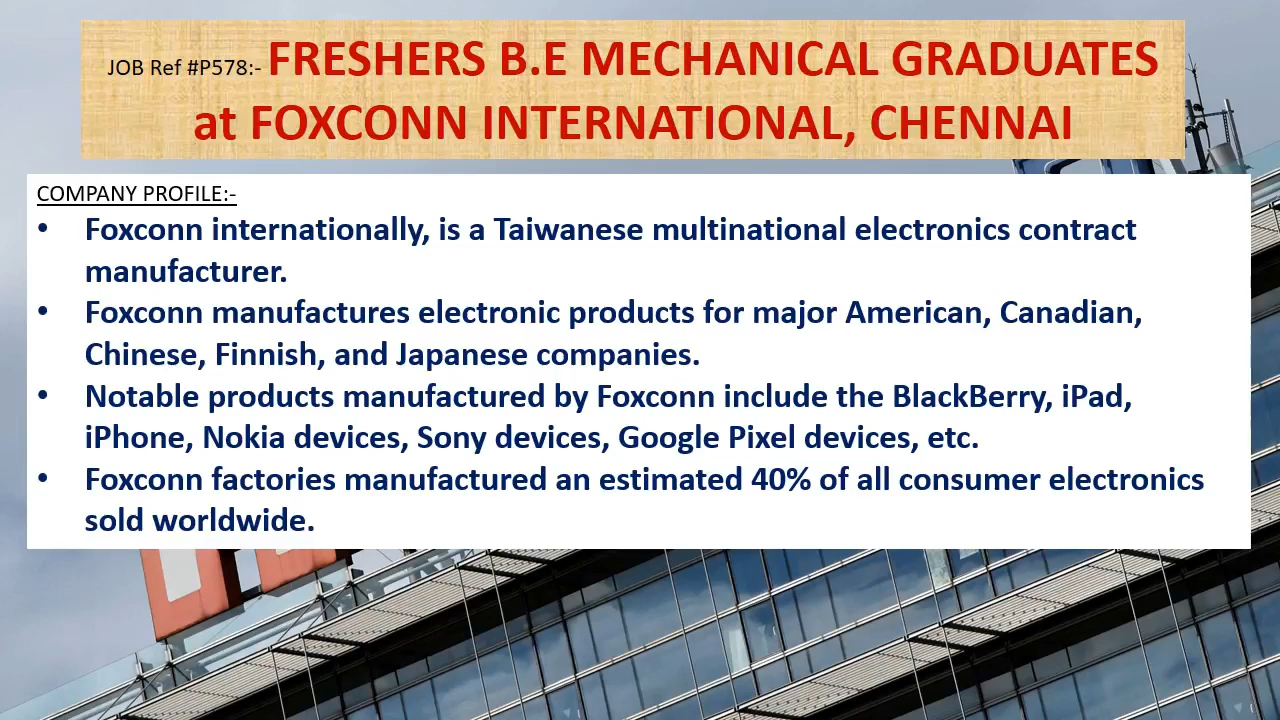 JOB Ref #P578:- FRESHERS B.E MECHANICAL GRADUATES
at FOXCONN INTERNATIONAL, CHENNAI
COMPANY PROFILE:-
• Foxconn internationally, is a Taiwanese multinational electronics contract
manufacturer.
• Foxconn manufactures electronic products for major American, Canadian,
Chinese, Finnish, and Japanese companies.
• Notable products manufactured by Foxconn include the BlackBerry, iPad,
iPhone, Nokia devices, Sony devices, Google Pixel devices, etc.
• Foxconn factories manufactured an estimated 40% of all consumer electronics
sold worldwide.